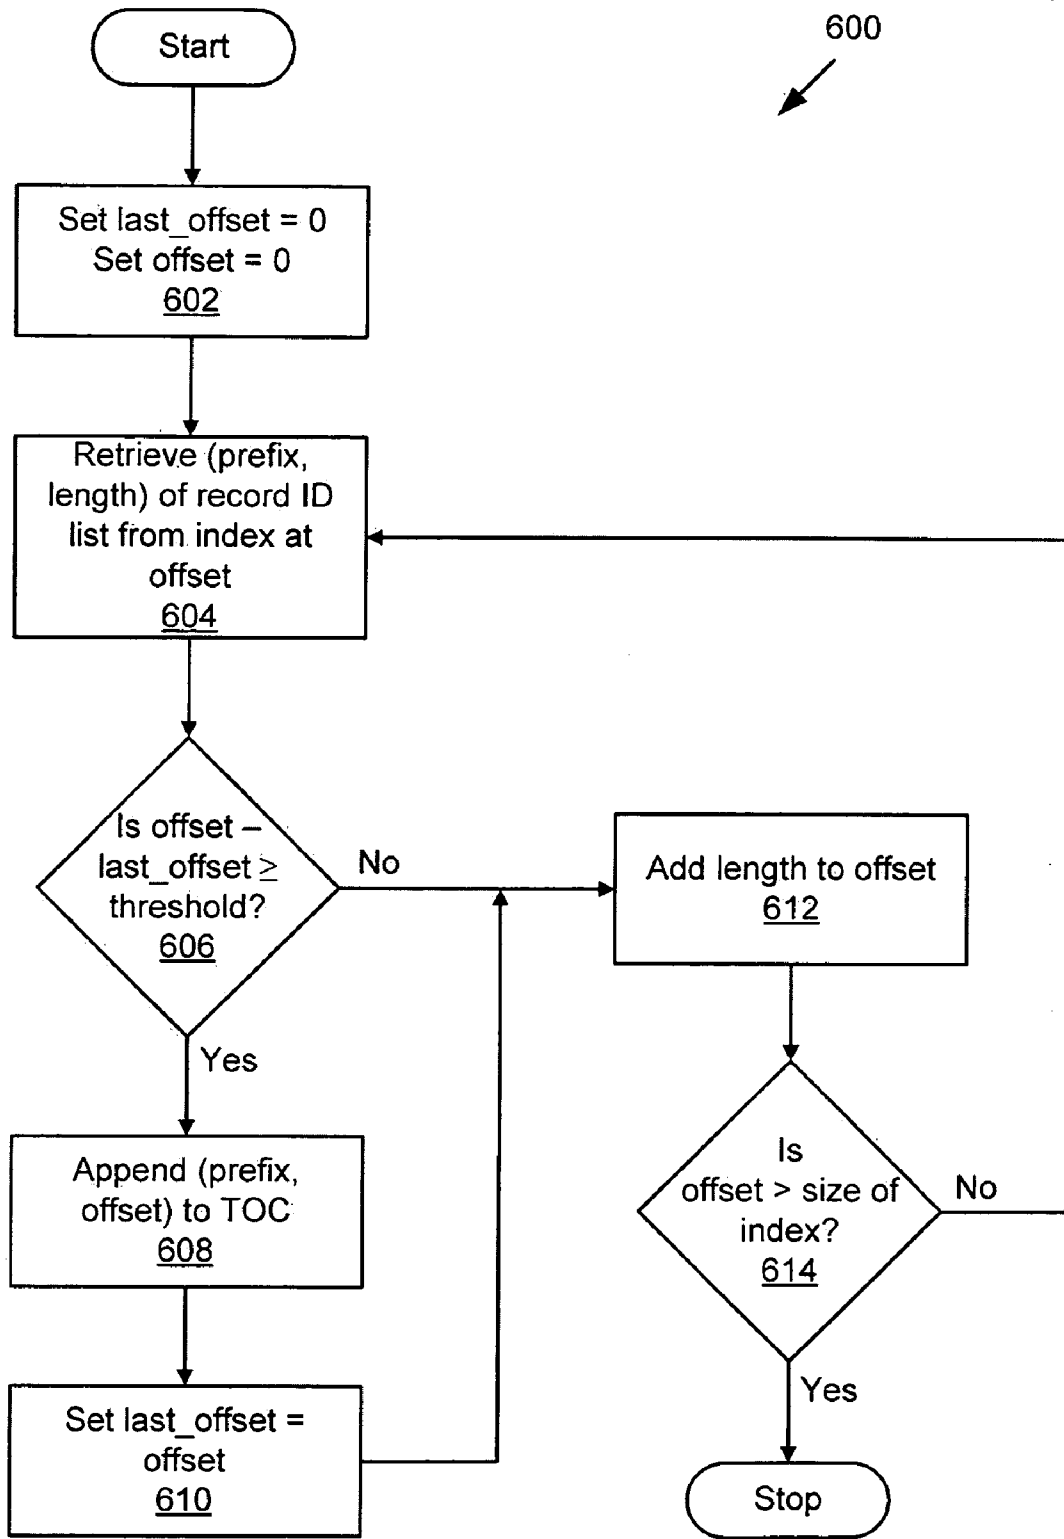 Start
600
Set last_offset = 0
Set offset = 0
602
Retrieve (prefix,
length) of record ID
list from index at
offset
604
Is offset –
last_offset ≥
threshold?
606
No
Yes
Append (prefix,
offset) to TOC
608
Set last_offset =
offset
610
Add length to offset
612
Is
offset > size of
index?
614
No
Yes
Stop